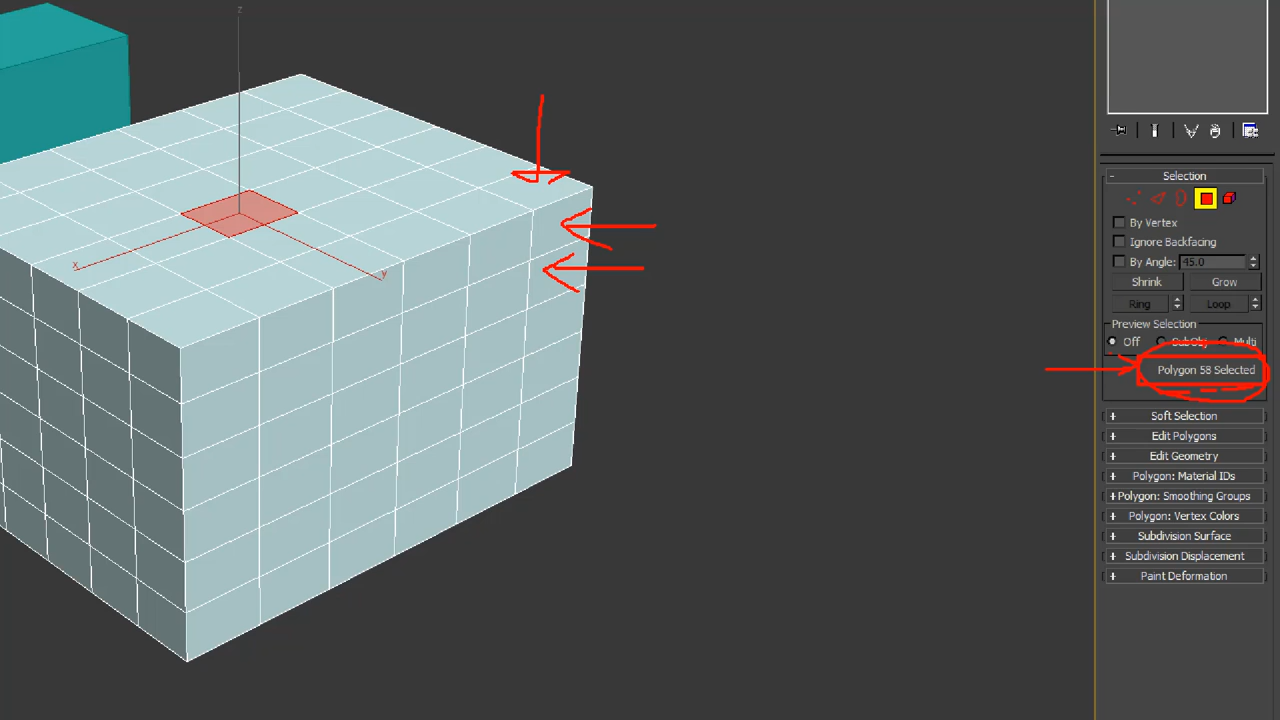 z
x
y
- Selection
By Vertex
Ignore Backfacing
By Angle: 45.0
Shrink Grow
Ring Loop
Preview Selection
Off SubObj Multi
Polygon 58 Selected
+ Soft Selection
+ Edit Polygons
+ Edit Geometry
+ Polygon: Material IDs
+ Polygon: Smoothing Groups
+ Polygon: Vertex Colors
+ Subdivision Surface
+ Subdivision Displacement
+ Paint Deformation